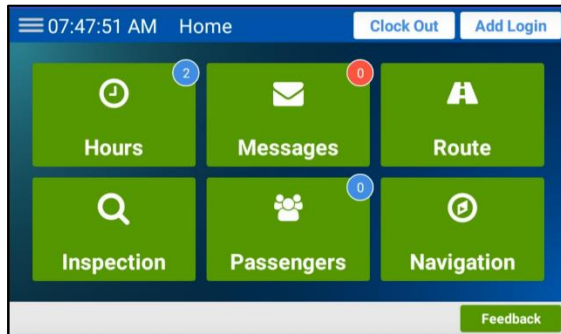 07:47:51 AM Home Clock Out Add Login
2 0
Hours Messages Route
0
Inspection Passengers Navigation
Feedback